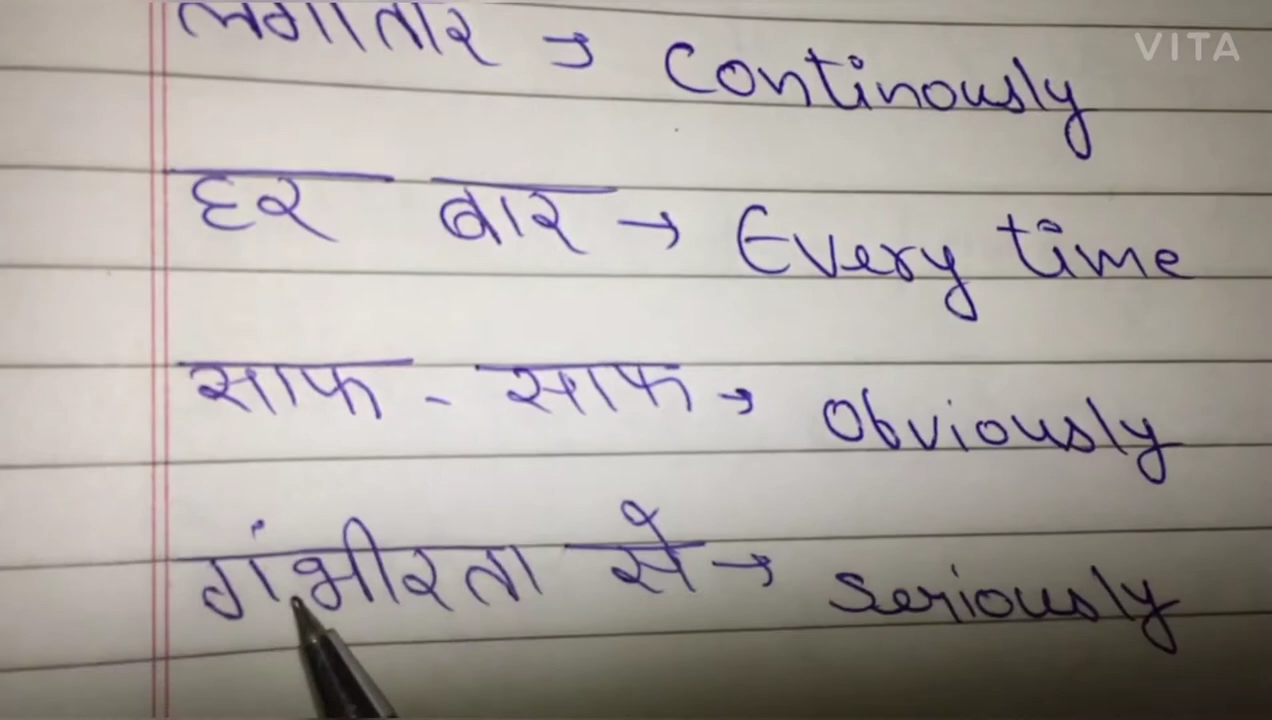 VITA
लगातार → Continously
हर बार → Every time
साफ - साफ → Obviously
गंभीरता से → Seriously